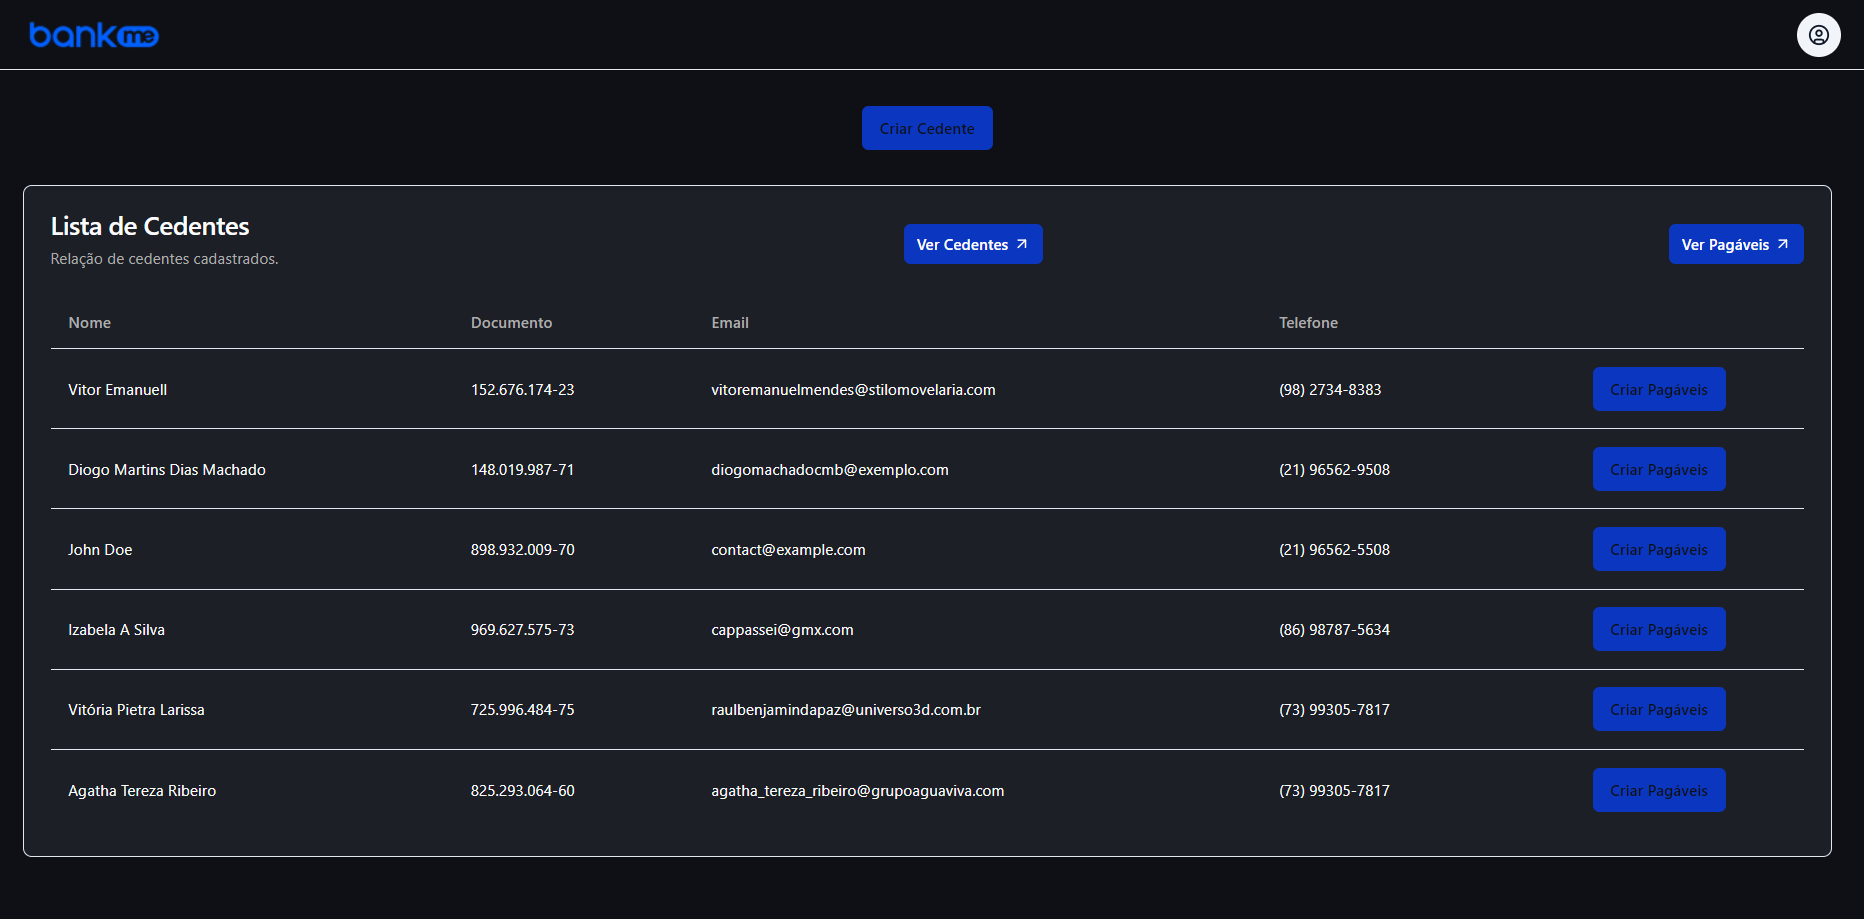 bankme
Criar Cedente
Lista de Cedentes
Relação de cedentes cadastrados.
Ver Cedentes
Ver Pagáveis
Nome Documento Email Telefone
Vitor Emanuell 152.676.174-23 vitoremanuelmendes@stilomovelaria.com (98) 2734-8383 Criar Pagáveis
Diogo Martins Dias Machado 148.019.987-71 diogomachadocmb@exemplo.com (21) 96562-9508 Criar Pagáveis
John Doe 898.932.009-70 contact@example.com (21) 96562-5508 Criar Pagáveis
Izabela A Silva 969.627.575-73 cappassei@gmx.com (86) 98787-5634 Criar Pagáveis
Vitória Pietra Larissa 725.996.484-75 raulbenjamindapaz@universo3d.com.br (73) 99305-7817 Criar Pagáveis
Agatha Tereza Ribeiro 825.293.064-60 agatha_tereza_ribeiro@grupoaguaviva.com (73) 99305-7817 Criar Pagáveis